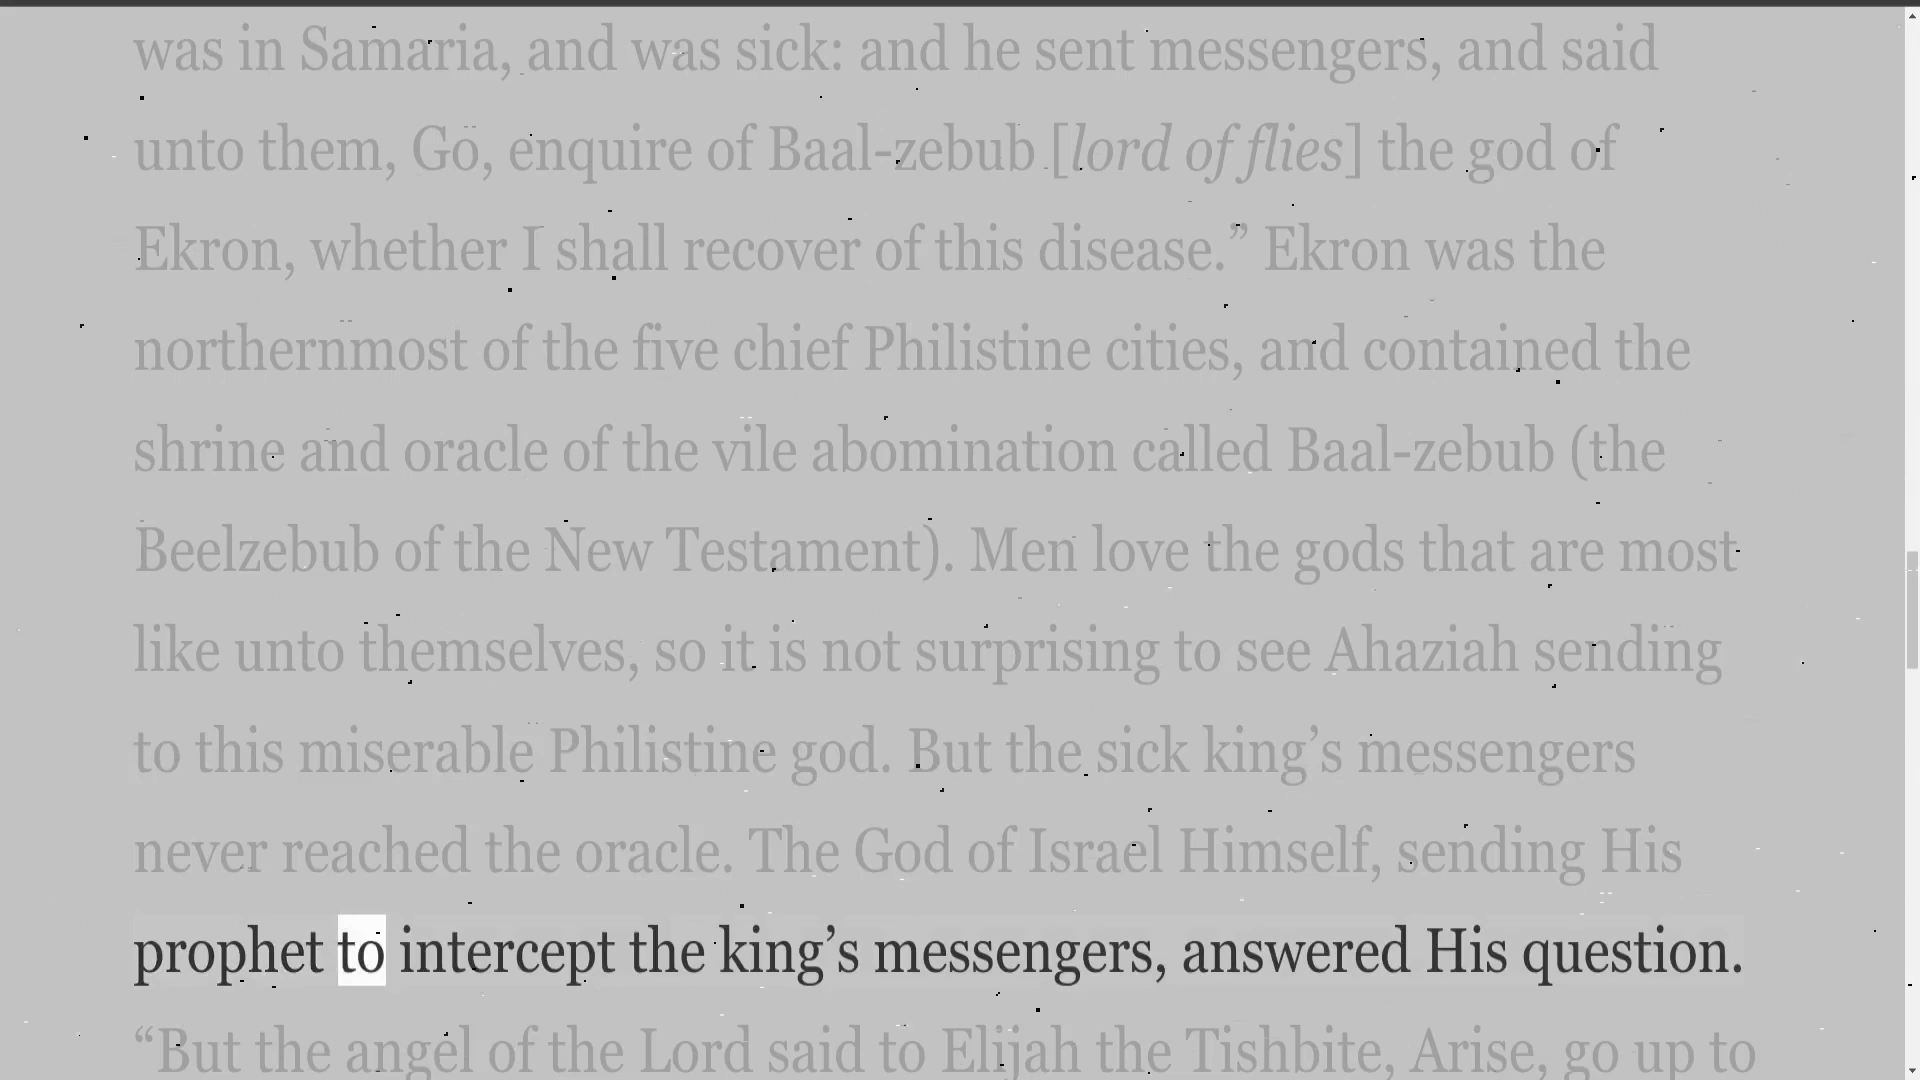 was in Samaria, and was sick: and he sent messengers, and said
unto them, Go, enquire of Baal-zebub [lord of flies] the god of
Ekron, whether I shall recover of this disease.” Ekron was the
northernmost of the five chief Philistine cities, and contained the
shrine and oracle of the vile abomination called Baal-zebub (the
Beelzebub of the New Testament). Men love the gods that are most
like unto themselves, so it is not surprising to see Ahaziah sending
to this miserable Philistine god. But the sick king’s messengers
never reached the oracle. The God of Israel Himself, sending His
prophet to intercept the king’s messengers, answered His question.
“But the angel of the Lord said to Elijah the Tishbite, Arise, go up to